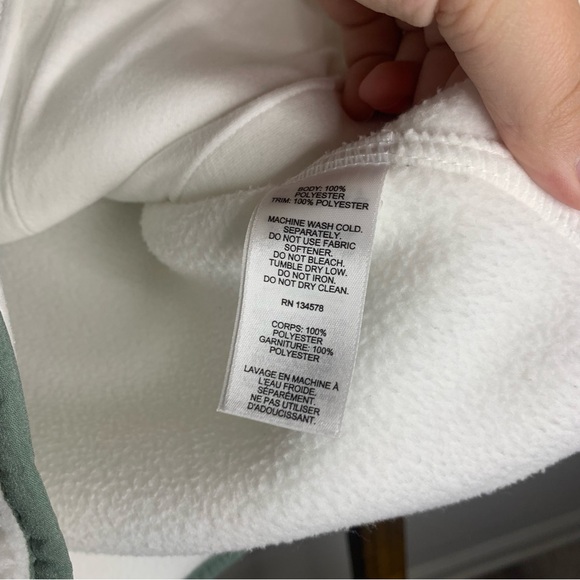 BODY: 100%
POLYESTER
TRIM: 100% POLYESTER
MACHINE WASH COLD.
SEPARATELY.
DO NOT USE FABRIC
SOFTENER.
DO NOT BLEACH.
TUMBLE DRY LOW.
DO NOT IRON.
DO NOT DRY CLEAN.
RN 134578
CORPS: 100%
POLYESTER
GARNITURE: 100%
POLYESTER
LAVAGE EN MACHINE À
L'EAU FROIDE.
SÉPARÉMENT.
NE PAS UTILISER
D'ADOUCISSANT.